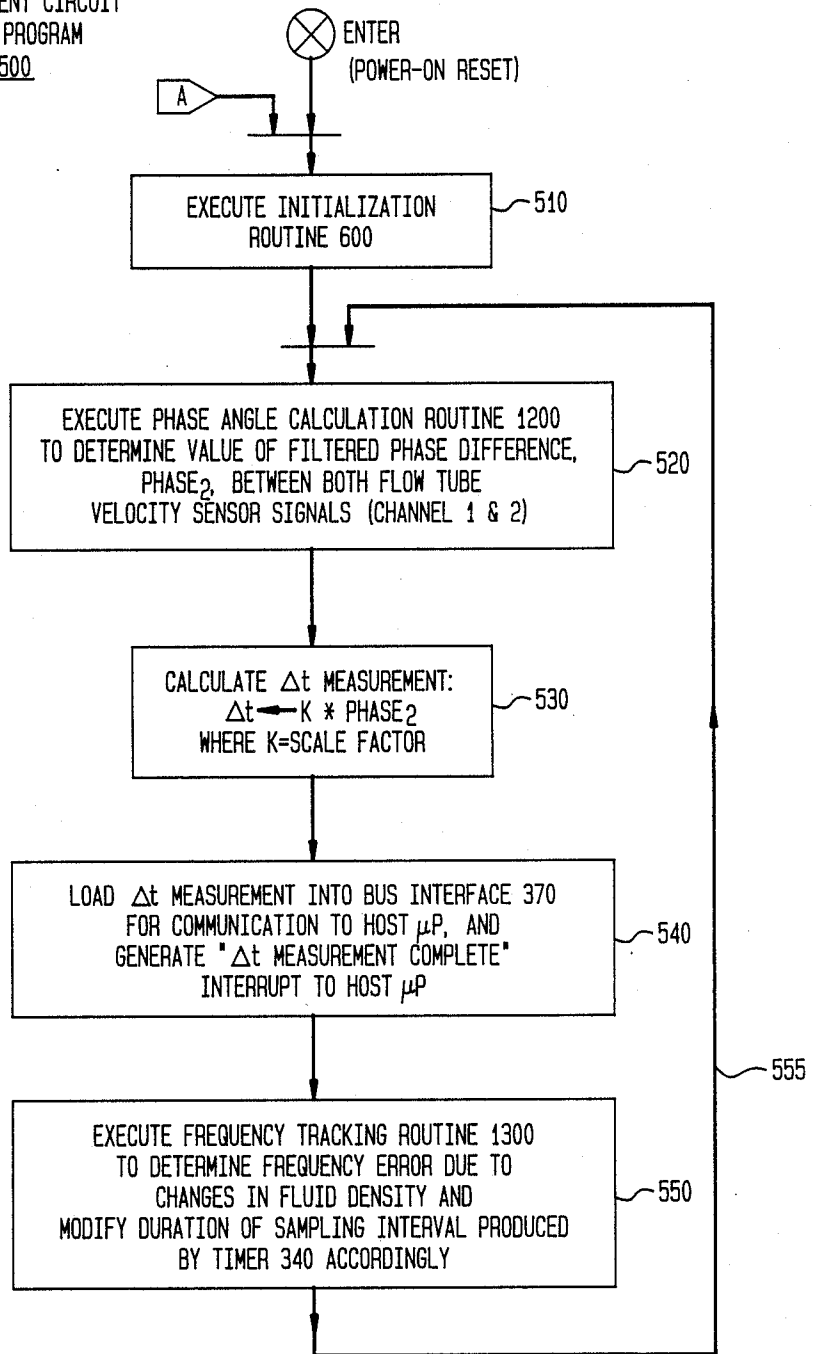 ENT CIRCUIT
PROGRAM
500
ENTER
(POWER-ON RESET)
A
EXECUTE INITIALIZATION
ROUTINE 600
510
EXECUTE PHASE ANGLE CALCULATION ROUTINE 1200
TO DETERMINE VALUE OF FILTERED PHASE DIFFERENCE,
PHASE₂, BETWEEN BOTH FLOW TUBE
VELOCITY SENSOR SIGNALS (CHANNEL 1 & 2)
520
CALCULATE Δt MEASUREMENT:
Δt ← K * PHASE₂
WHERE K=SCALE FACTOR
530
LOAD Δt MEASUREMENT INTO BUS INTERFACE 370
FOR COMMUNICATION TO HOST μP, AND
GENERATE "Δt MEASUREMENT COMPLETE"
INTERRUPT TO HOST μP
540
555
EXECUTE FREQUENCY TRACKING ROUTINE 1300
TO DETERMINE FREQUENCY ERROR DUE TO
CHANGES IN FLUID DENSITY AND
MODIFY DURATION OF SAMPLING INTERVAL PRODUCED
BY TIMER 340 ACCORDINGLY
550